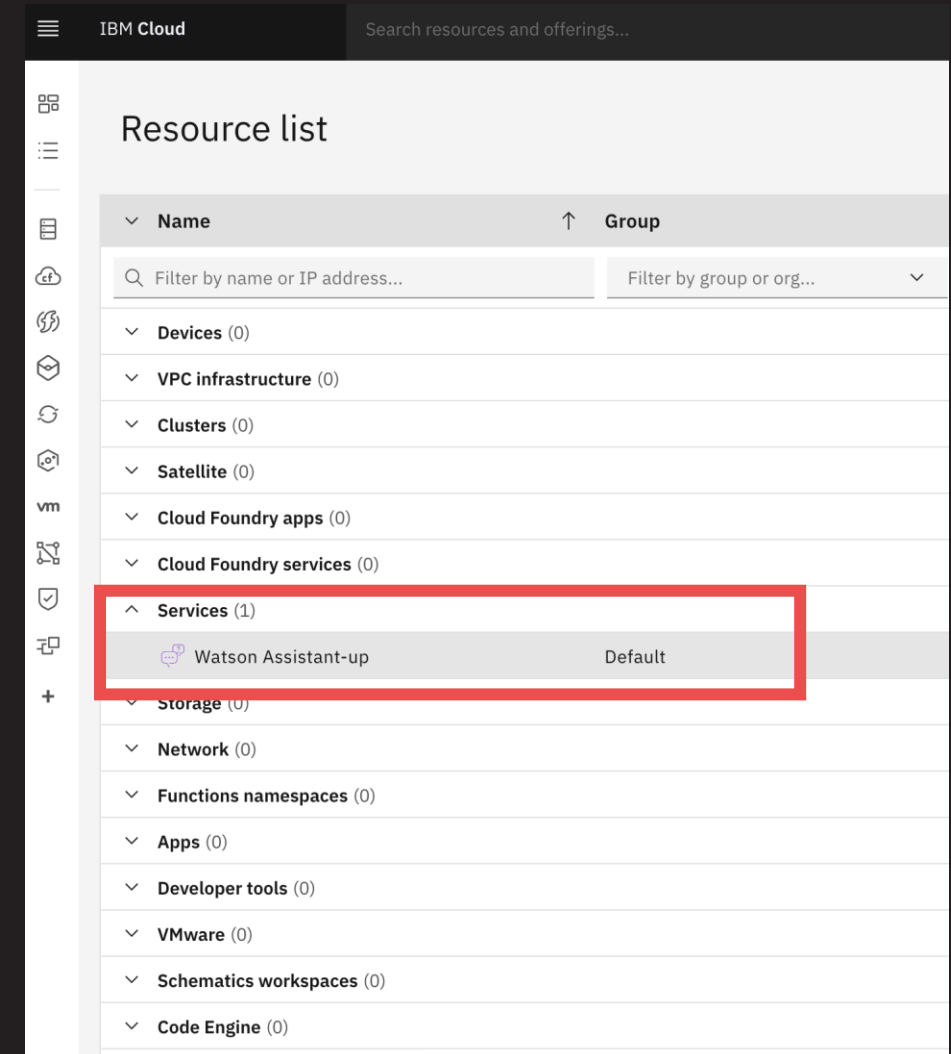 IBM Cloud
Search resources and offerings...
Resource list
Name Group
Filter by name or IP address... Filter by group or org...
Devices (0)
VPC infrastructure (0)
Clusters (0)
Satellite (0)
Cloud Foundry apps (0)
Cloud Foundry services (0)
Services (1)
Watson Assistant-up Default
Storage (0)
Network (0)
Functions namespaces (0)
Apps (0)
Developer tools (0)
VMware (0)
Schematics workspaces (0)
Code Engine (0)
cf
vm